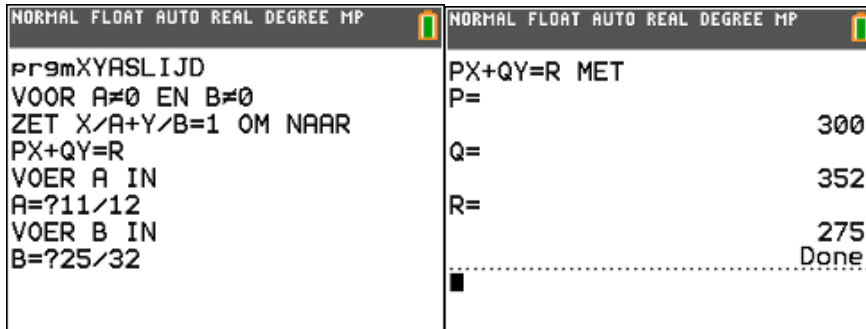 NORMAL FLOAT AUTO REAL DEGREE MP
prgmXYASLIJD
VOOR A≠0 EN B≠0
ZET X/A+Y/B=1 OM NAAR
PX+QY=R
VOER A IN
A=?11/12
VOER B IN
B=?25/32
NORMAL FLOAT AUTO REAL DEGREE MP
PX+QY=R MET
P=
300
Q=
352
R=
275
Done